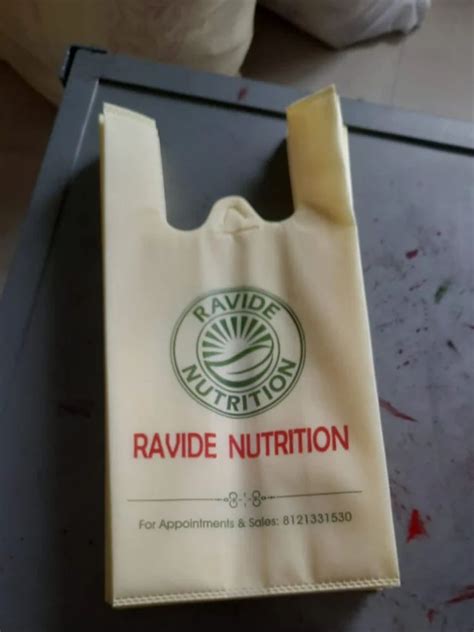 RAVIDE
NUTRITION
RAVIDE NUTRITION
For Appointments & Sales: 8121331530